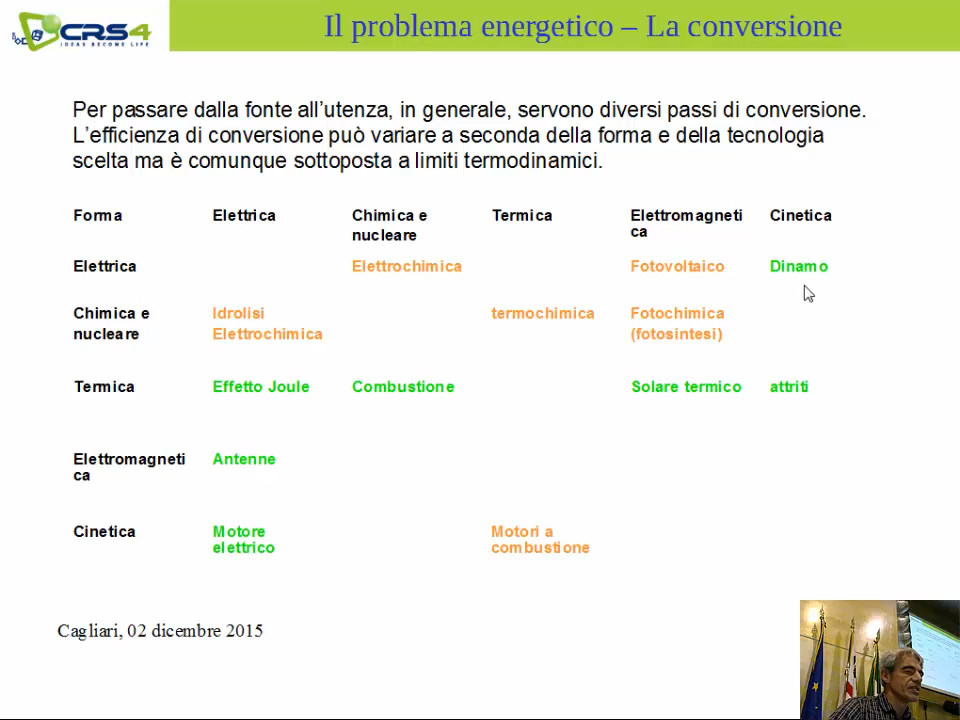 CRS4
IDEAS BECOME LIFE
Il problema energetico – La conversione
Per passare dalla fonte all'utenza, in generale, servono diversi passi di conversione.
L'efficienza di conversione può variare a seconda della forma e della tecnologia
scelta ma è comunque sottoposta a limiti termodinamici.
Forma Elettrica Chimica e nucleare Termica Elettromagneti ca Cinetica
Elettrica Elettrochimica Fotovoltaico Dinamo
Chimica e nucleare Idrolisi Elettrochimica termochimica Fotochimica (fotosintesi)
Termica Effetto Joule Combustione Solare termico attriti
Elettromagneti ca Antenne
Cinetica Motore elettrico Motori a combustione
Cagliari, 02 dicembre 2015